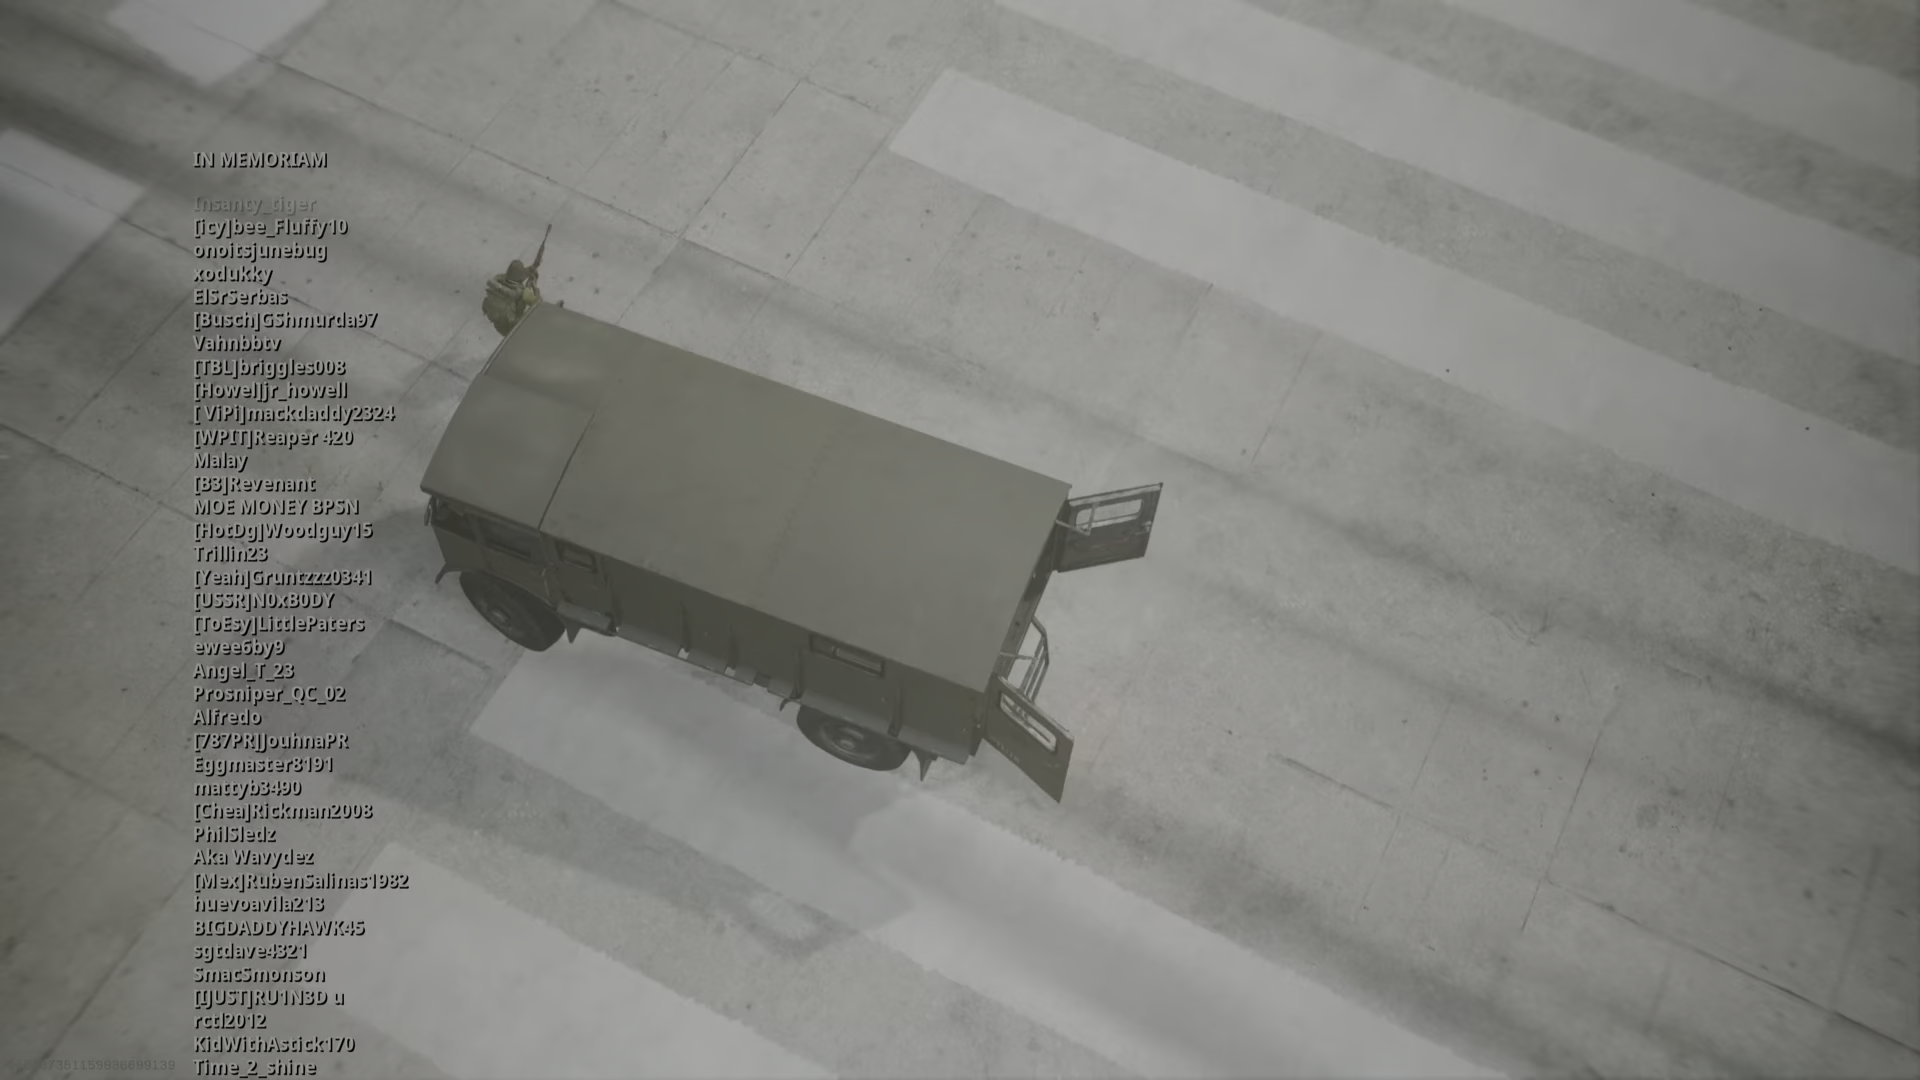 IN MEMORIAM
Insanty_tiger
[icy]bee_Fluffy10
onoitsjunebug
xodukky
ElSrSerbas
[Busch]GShmurda97
Vahnbbtv
[TBL]briggles008
[Howel]jr_howell
[ ViPi]mackdaddy2324
[WPIT]Reaper 420
Malay
[B3]Revenant
MOE MONEY BPSN
[HotDg]Woodguy15
Trillin23
[Yeah]Gruntzzz0341
[USSR]N0xB0DY
[ToEsy]LittlePaters
ewee6by9
Angel_T_23
Prosniper_QC_02
Alfredo
[787PR]JouhnaPR
Eggmaster8191
mattyb3490
[Chea]Rickman2008
PhilSledz
Aka Wavydez
[Mex]RubenSalinas1982
huevoavila213
BIGDADDYHAWK45
sgtdave4321
SmacSmonson
[IJUST]RU1N3D u
rctl2012
KidWithAstick170
Time_2_shine